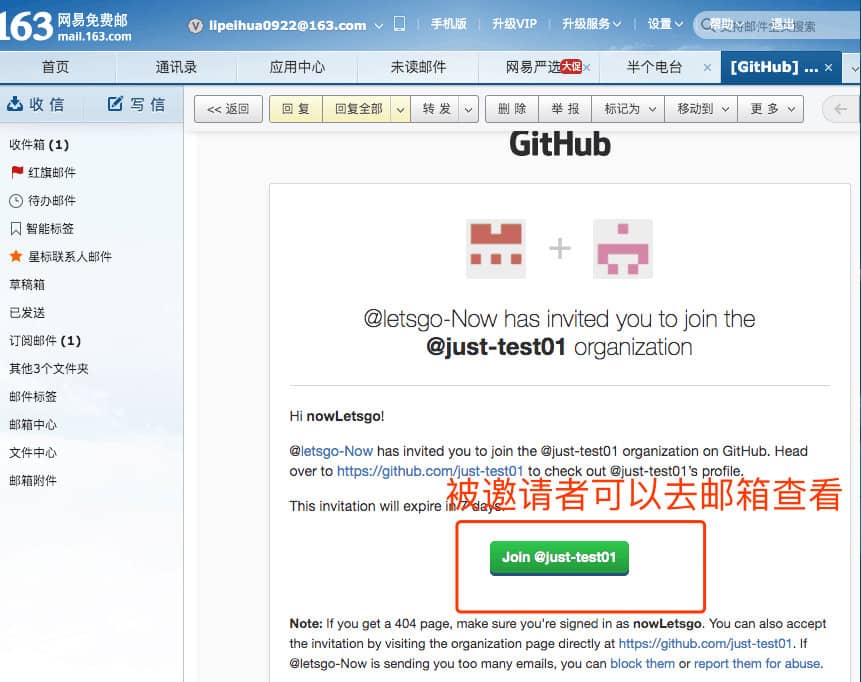 163 网易免费邮
mail.163.com
lipeihua0922@163.com
手机版
升级VIP
升级服务
设置
帮助
退出
支持邮件全文搜索
首页
通讯录
应用中心
未读邮件
网易严选
大促
半个电台
[GitHub] ...
收 信
写 信
<< 返回
回 复
回复全部
转 发
删 除
举 报
标记为
移动到
更 多
收件箱 (1)
红旗邮件
待办邮件
智能标签
星标联系人邮件
草稿箱
已发送
订阅邮件 (1)
其他3个文件夹
邮件标签
邮箱中心
文件中心
邮箱附件
GitHub
@letsgo-Now has invited you to join the
@just-test01 organization
Hi nowLetsgo!
@letsgo-Now has invited you to join the @just-test01 organization on GitHub. Head
over to https://github.com/just-test01 to check out @just-test01's profile.
This invitation will expire in 7 days.
被邀请者可以去邮箱查看
Join @just-test01
Note: If you get a 404 page, make sure you're signed in as nowLetsgo. You can also accept
the invitation by visiting the organization page directly at https://github.com/just-test01. If
@letsgo-Now is sending you too many emails, you can block them or report them for abuse.